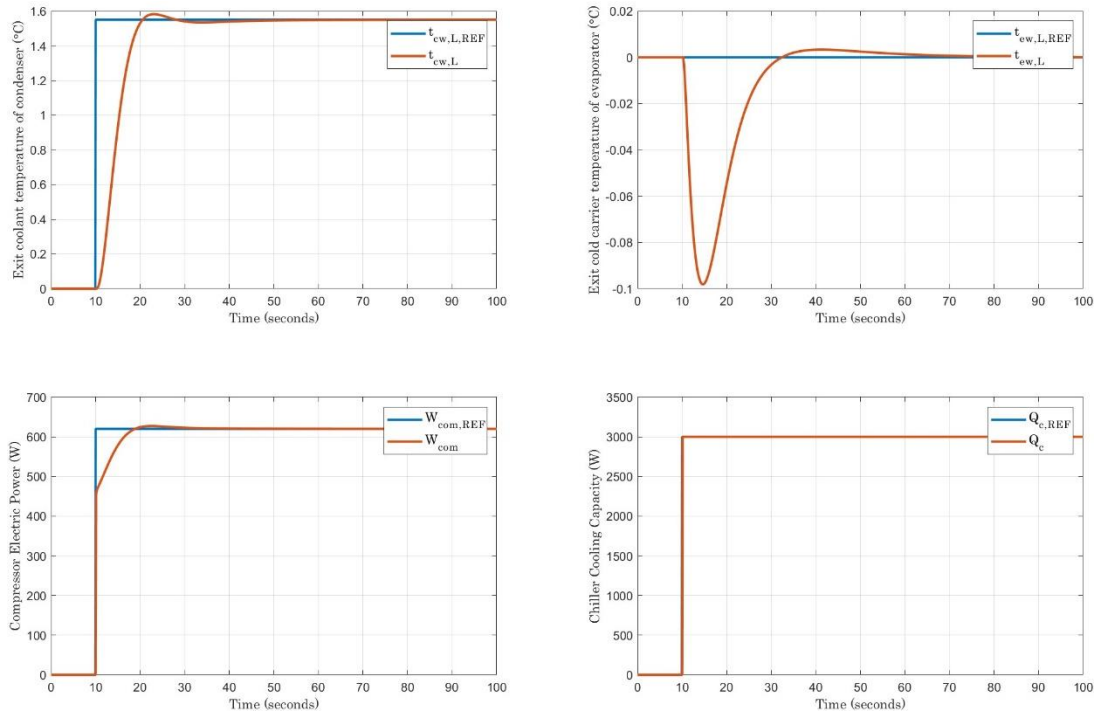 Exit coolant temperature of condenser (°C)
1.6
1.4
1.2
1
0.8
0.6
0.4
0.2
0
t_cw,L,REF
t_cw,L
0 10 20 30 40 50 60 70 80 90 100
Time (seconds)
Exit cold carrier temperature of evaporator (°C)
0.02
0
-0.02
-0.04
-0.06
-0.08
-0.1
t_ew,L,REF
t_ew,L
0 10 20 30 40 50 60 70 80 90 100
Time (seconds)
Compressor Electric Power (W)
700
600
500
400
300
200
100
0
W_com,REF
W_com
0 10 20 30 40 50 60 70 80 90 100
Time (seconds)
Chiller Cooling Capacity (W)
3500
3000
2500
2000
1500
1000
500
0
Q_c,REF
Q_c
0 10 20 30 40 50 60 70 80 90 100
Time (seconds)